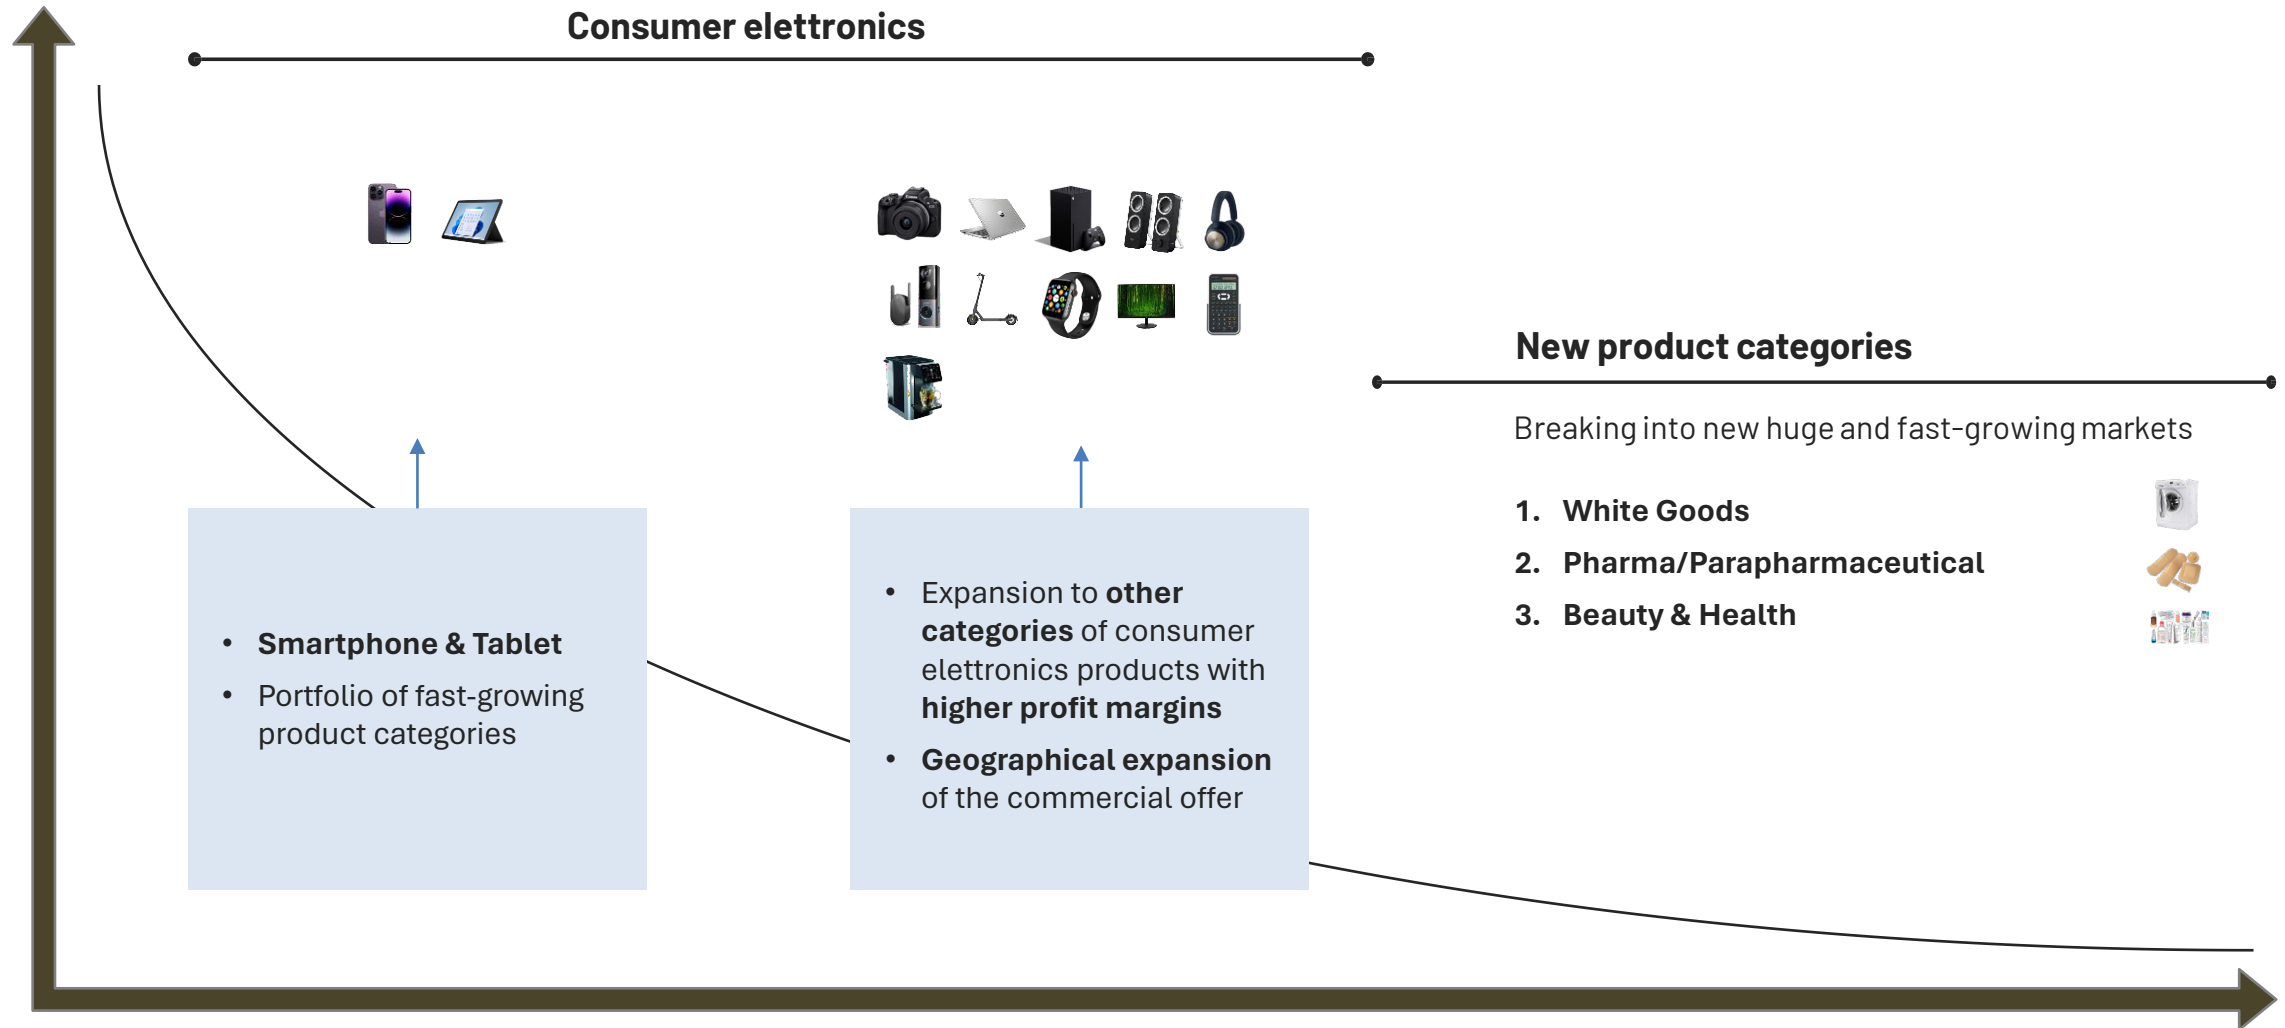 Consumer elettronics
New product categories
Breaking into new huge and fast-growing markets
1. White Goods
2. Pharma/Parapharmaceutical
3. Beauty & Health
• Smartphone & Tablet
• Portfolio of fast-growing
product categories
• Expansion to other
categories of consumer
elettronics products with
higher profit margins
• Geographical expansion
of the commercial offer